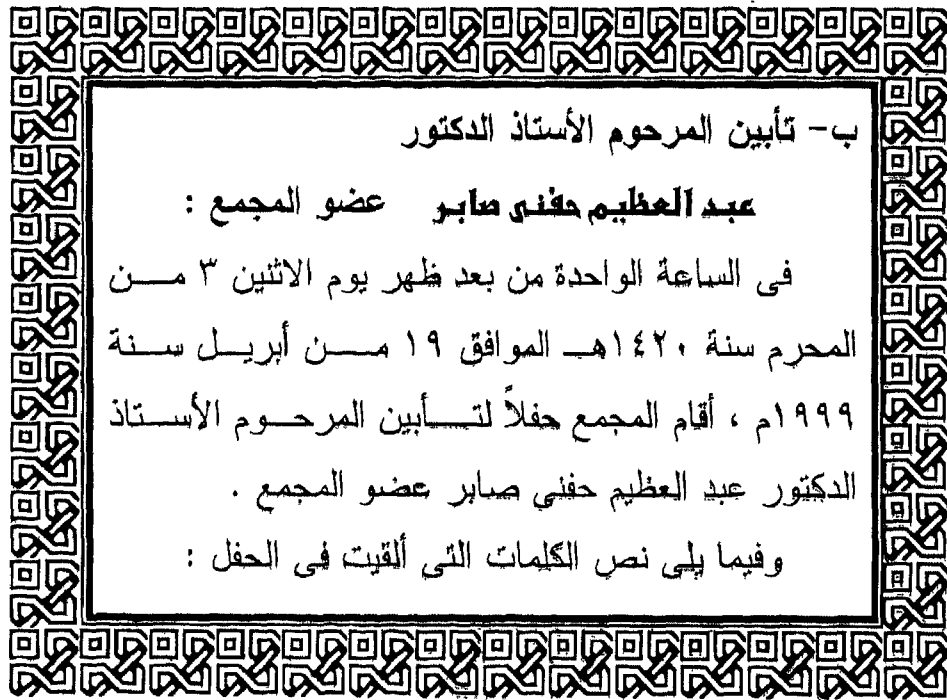 ب- تأبين المرحوم الأستاذ الدكتور
عبد العظيم حفنى صابر عضو المجمع :
فى الساعة الواحدة من بعد ظهر يوم الاثنين ٣ من
المحرم سنة ١٤٢٠هـ الموافق ١٩ من أبريل سنة
١٩٩٩م ، أقام المجمع حفلاً لتأبين المرحوم الأستاذ
الدكتور عبد العظيم حفني صابر عضو المجمع .
وفيما يلى نص الكلمات التى ألقيت فى الحفل :